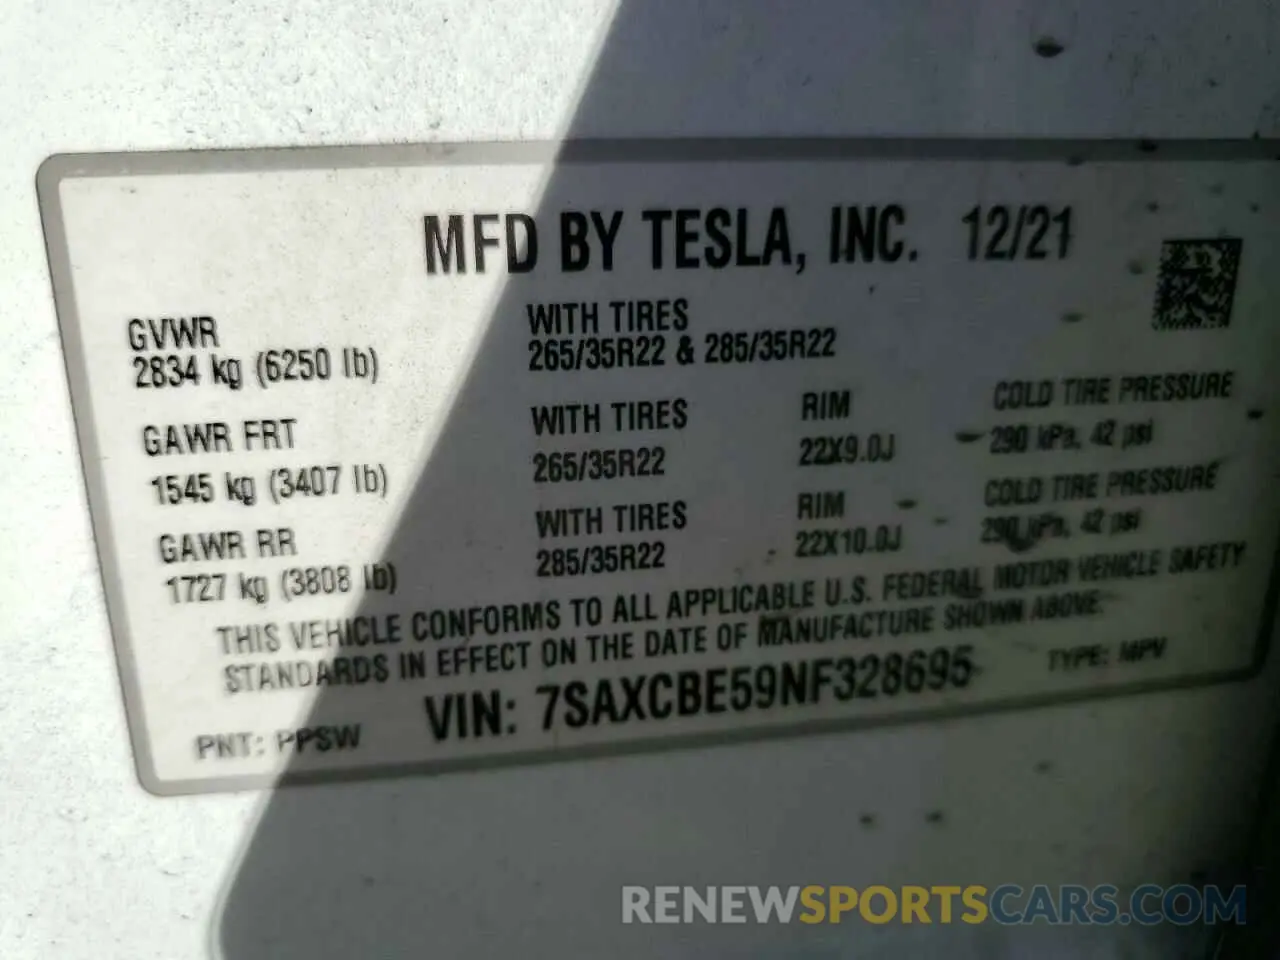 MFD BY TESLA, INC. 12/21
GVWR
2834 kg (6250 lb)
WITH TIRES
265/35R22 & 285/35R22
GAWR FRT
1545 kg (3407 lb)
WITH TIRES
265/35R22
RIM
22X9.0J
COLD TIRE PRESSURE
290 kPa, 42 psi
GAWR RR
1727 kg (3808 lb)
WITH TIRES
285/35R22
RIM
22X10.0J
COLD TIRE PRESSURE
290 kPa, 42 psi
THIS VEHICLE CONFORMS TO ALL APPLICABLE U.S. FEDERAL MOTOR VEHICLE SAFETY
STANDARDS IN EFFECT ON THE DATE OF MANUFACTURE SHOWN ABOVE.
PNT: PPSW
VIN: 7SAXCBE59NF328695
TYPE: MPV
RENEWSPORTSCARS.COM